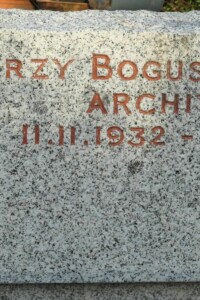 RZY BOGUS
ARCHI
11.11.1932 -